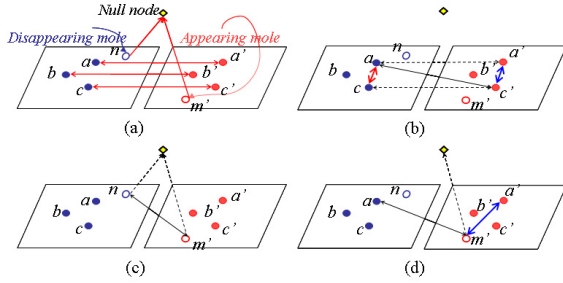 Null node
Disappearing mole
Appearing mole
n
a
b
c
a'
b'
c'
m'
(a)
n
a
b
c
a'
b'
c'
m'
(b)
n
a
b
c
a'
b'
c'
m'
(c)
n
a
b
c
a'
b'
c'
m'
(d)